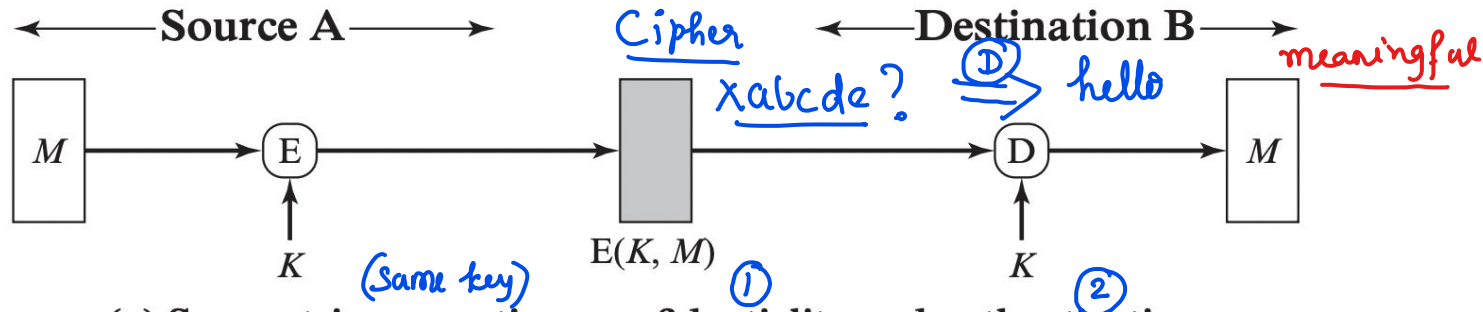 Source A
Cipher
Destination B
meaningful
xabcde? D hello
M
E
D
M
K
(Same key)
E(K, M)
1
K
2